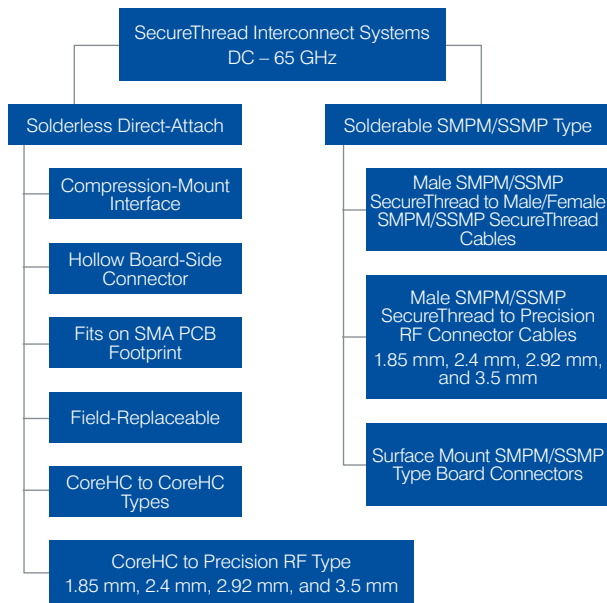 SecureThread Interconnect Systems
DC – 65 GHz
Solderless Direct-Attach
Compression-Mount
Interface
Hollow Board-Side
Connector
Fits on SMA PCB
Footprint
Field-Replaceable
CoreHC to CoreHC
Types
CoreHC to Precision RF Type
1.85 mm, 2.4 mm, 2.92 mm, and 3.5 mm
Solderable SMPM/SSMP Type
Male SMPM/SSMP
SecureThread to Male/Female
SMPM/SSMP SecureThread
Cables
Male SMPM/SSMP
SecureThread to Precision
RF Connector Cables
1.85 mm, 2.4 mm, 2.92 mm,
and 3.5 mm
Surface Mount SMPM/SSMP
Type Board Connectors